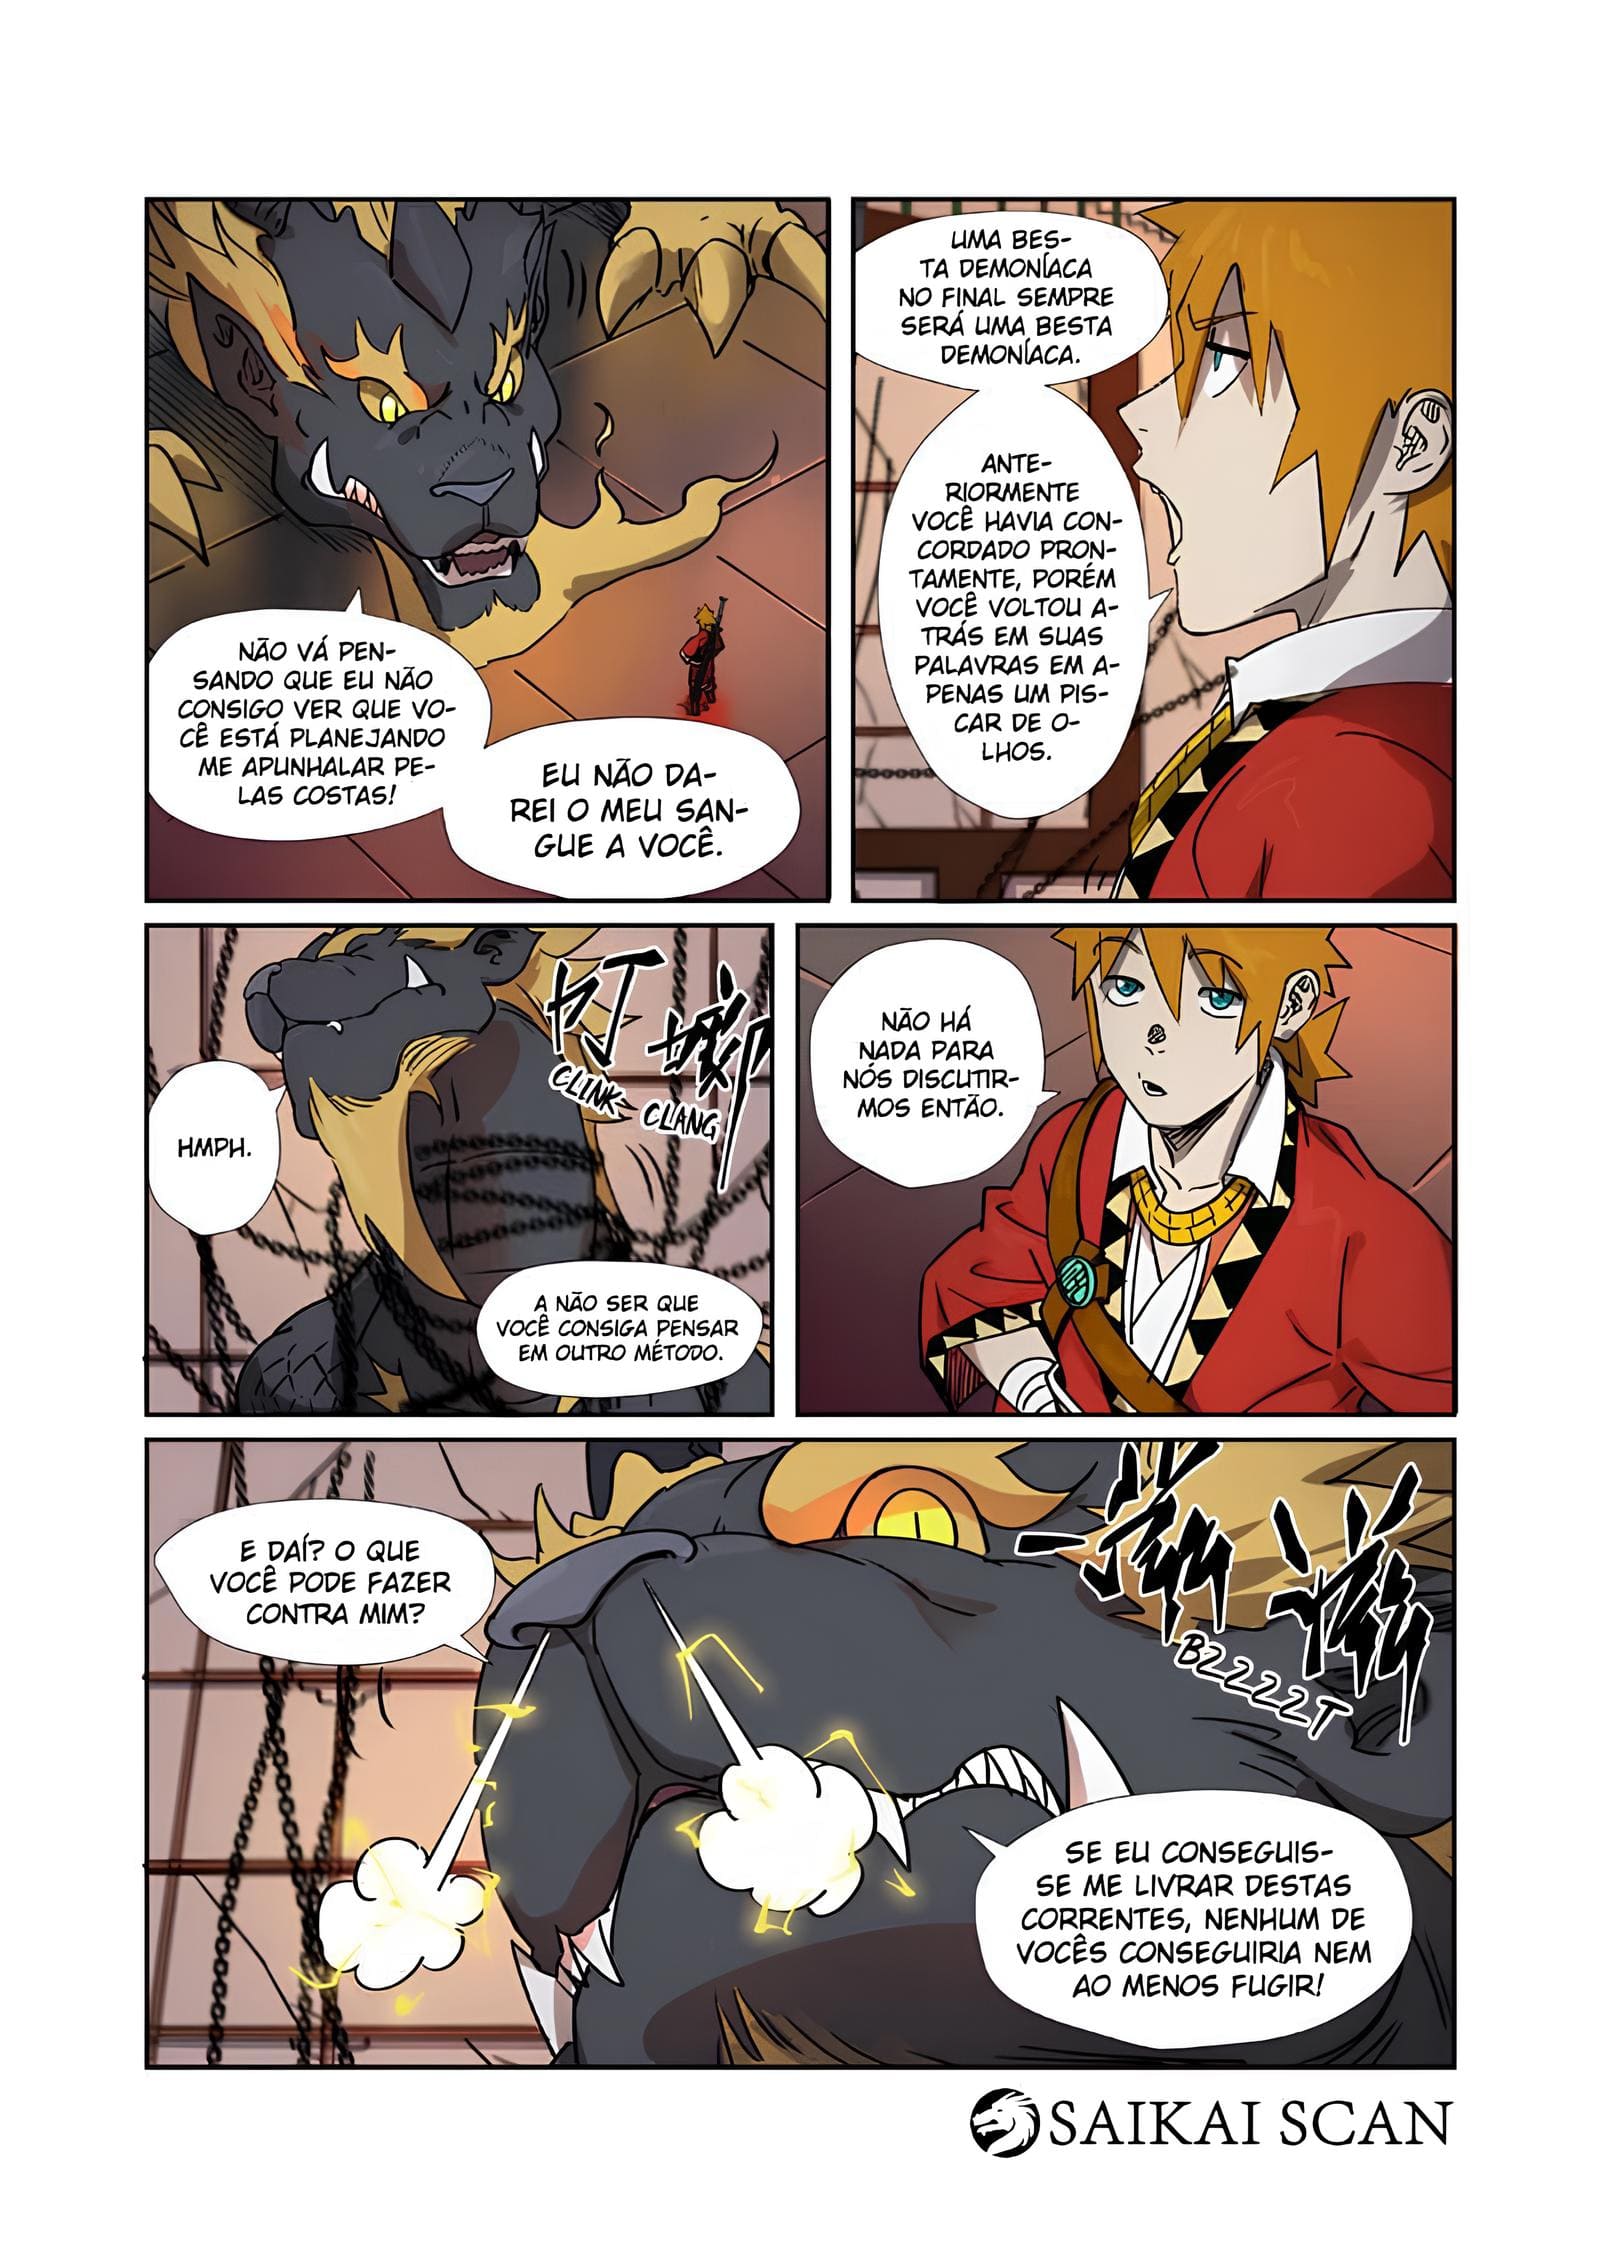 NÃO VÁ PEN-
SANDO QUE EU NÃO
CONSIGO VER QUE VO-
CÊ ESTÁ PLANEJANDO
ME APUNHALAR PE-
LAS COSTAS!
EU NÃO DA-
REI O MEU SAN-
GUE A VOCÊ.
UMA BES-
TA DEMONÍACA
NO FINAL SEMPRE
SERÁ UMA BESTA
DEMONÍACA.
ANTE-
RIORMENTE
VOCÊ HAVIA CON-
CORDADO PRON-
TAMENTE, PORÉM
VOCÊ VOLTOU A-
TRÁS EM SUAS
PALAVRAS EM A-
PENAS UM PIS-
CAR DE O-
LHOS.
HMPH.
CLINK
CLANG
A NÃO SER QUE
VOCÊ CONSIGA PENSAR
EM OUTRO MÉTODO.
NÃO HÁ
NADA PARA
NÓS DISCUTIR-
MOS ENTÃO.
E DAÍ? O QUE
VOCÊ PODE FAZER
CONTRA MIM?
BZZZZT
SE EU CONSEGUIS-
SE ME LIVRAR DESTAS
CORRENTES, NENHUM DE
VOCÊS CONSEGUIRIA NEM
AO MENOS FUGIR!
SAIKAI SCAN